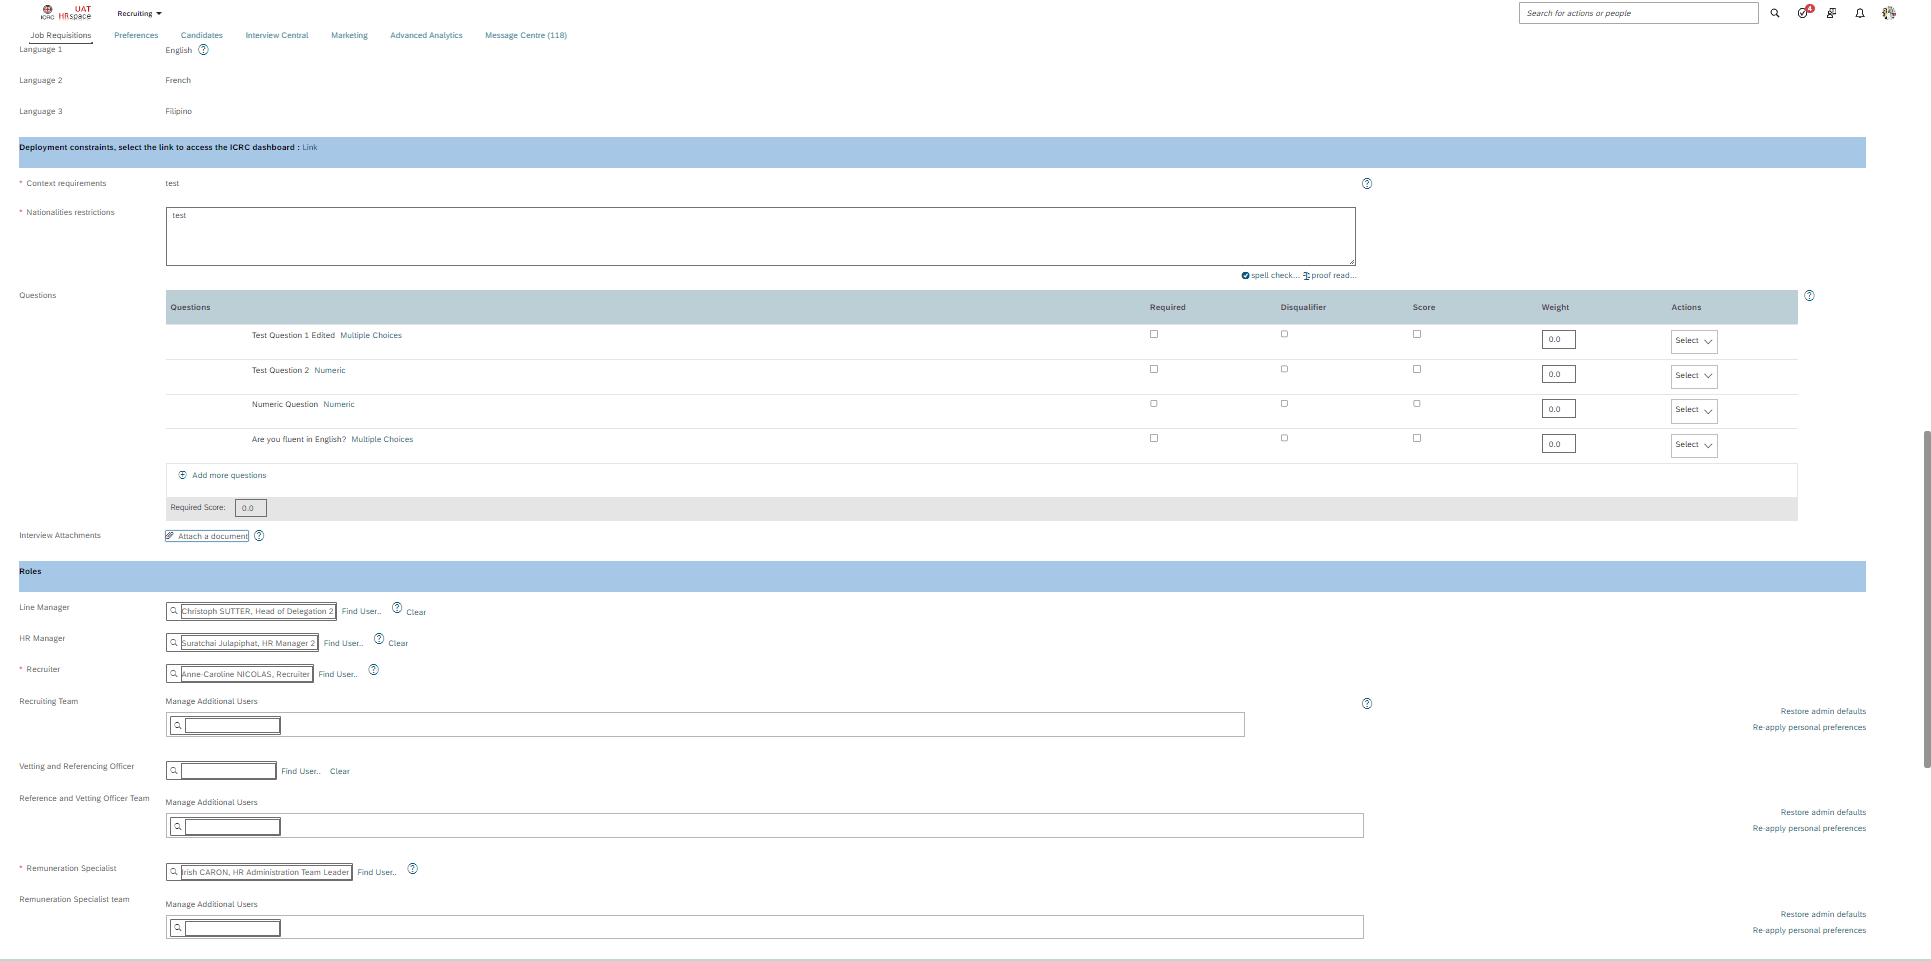 ICRC UAT HRspace
Recruiting
Search for actions or people
4
Job Requisitions Preferences Candidates Interview Central Marketing Advanced Analytics Message Centre (118)
Language 1 English
Language 2 French
Language 3 Filipino
Deployment constraints, select the link to access the ICRC dashboard : Link
* Context requirements test
* Nationalities restrictions test
spell check... proof read...
Questions
Questions Required Disqualifier Score Weight Actions
Test Question 1 Edited Multiple Choices 0.0 Select
Test Question 2 Numeric 0.0 Select
Numeric Question Numeric 0.0 Select
Are you fluent in English? Multiple Choices 0.0 Select
Add more questions
Required Score: 0.0
Interview Attachments Attach a document
Roles
Line Manager Christoph SUTTER, Head of Delegation 2 Find User.. Clear
HR Manager Suratchai Julapiphat, HR Manager 2 Find User.. Clear
* Recruiter Anne-Caroline NICOLAS, Recruiter Find User..
Recruiting Team Manage Additional Users
Restore admin defaults
Re-apply personal preferences
Vetting and Referencing Officer Find User.. Clear
Reference and Vetting Officer Team Manage Additional Users
Restore admin defaults
Re-apply personal preferences
* Remuneration Specialist Irish CARON, HR Administration Team Leader Find User..
Remuneration Specialist team Manage Additional Users
Restore admin defaults
Re-apply personal preferences